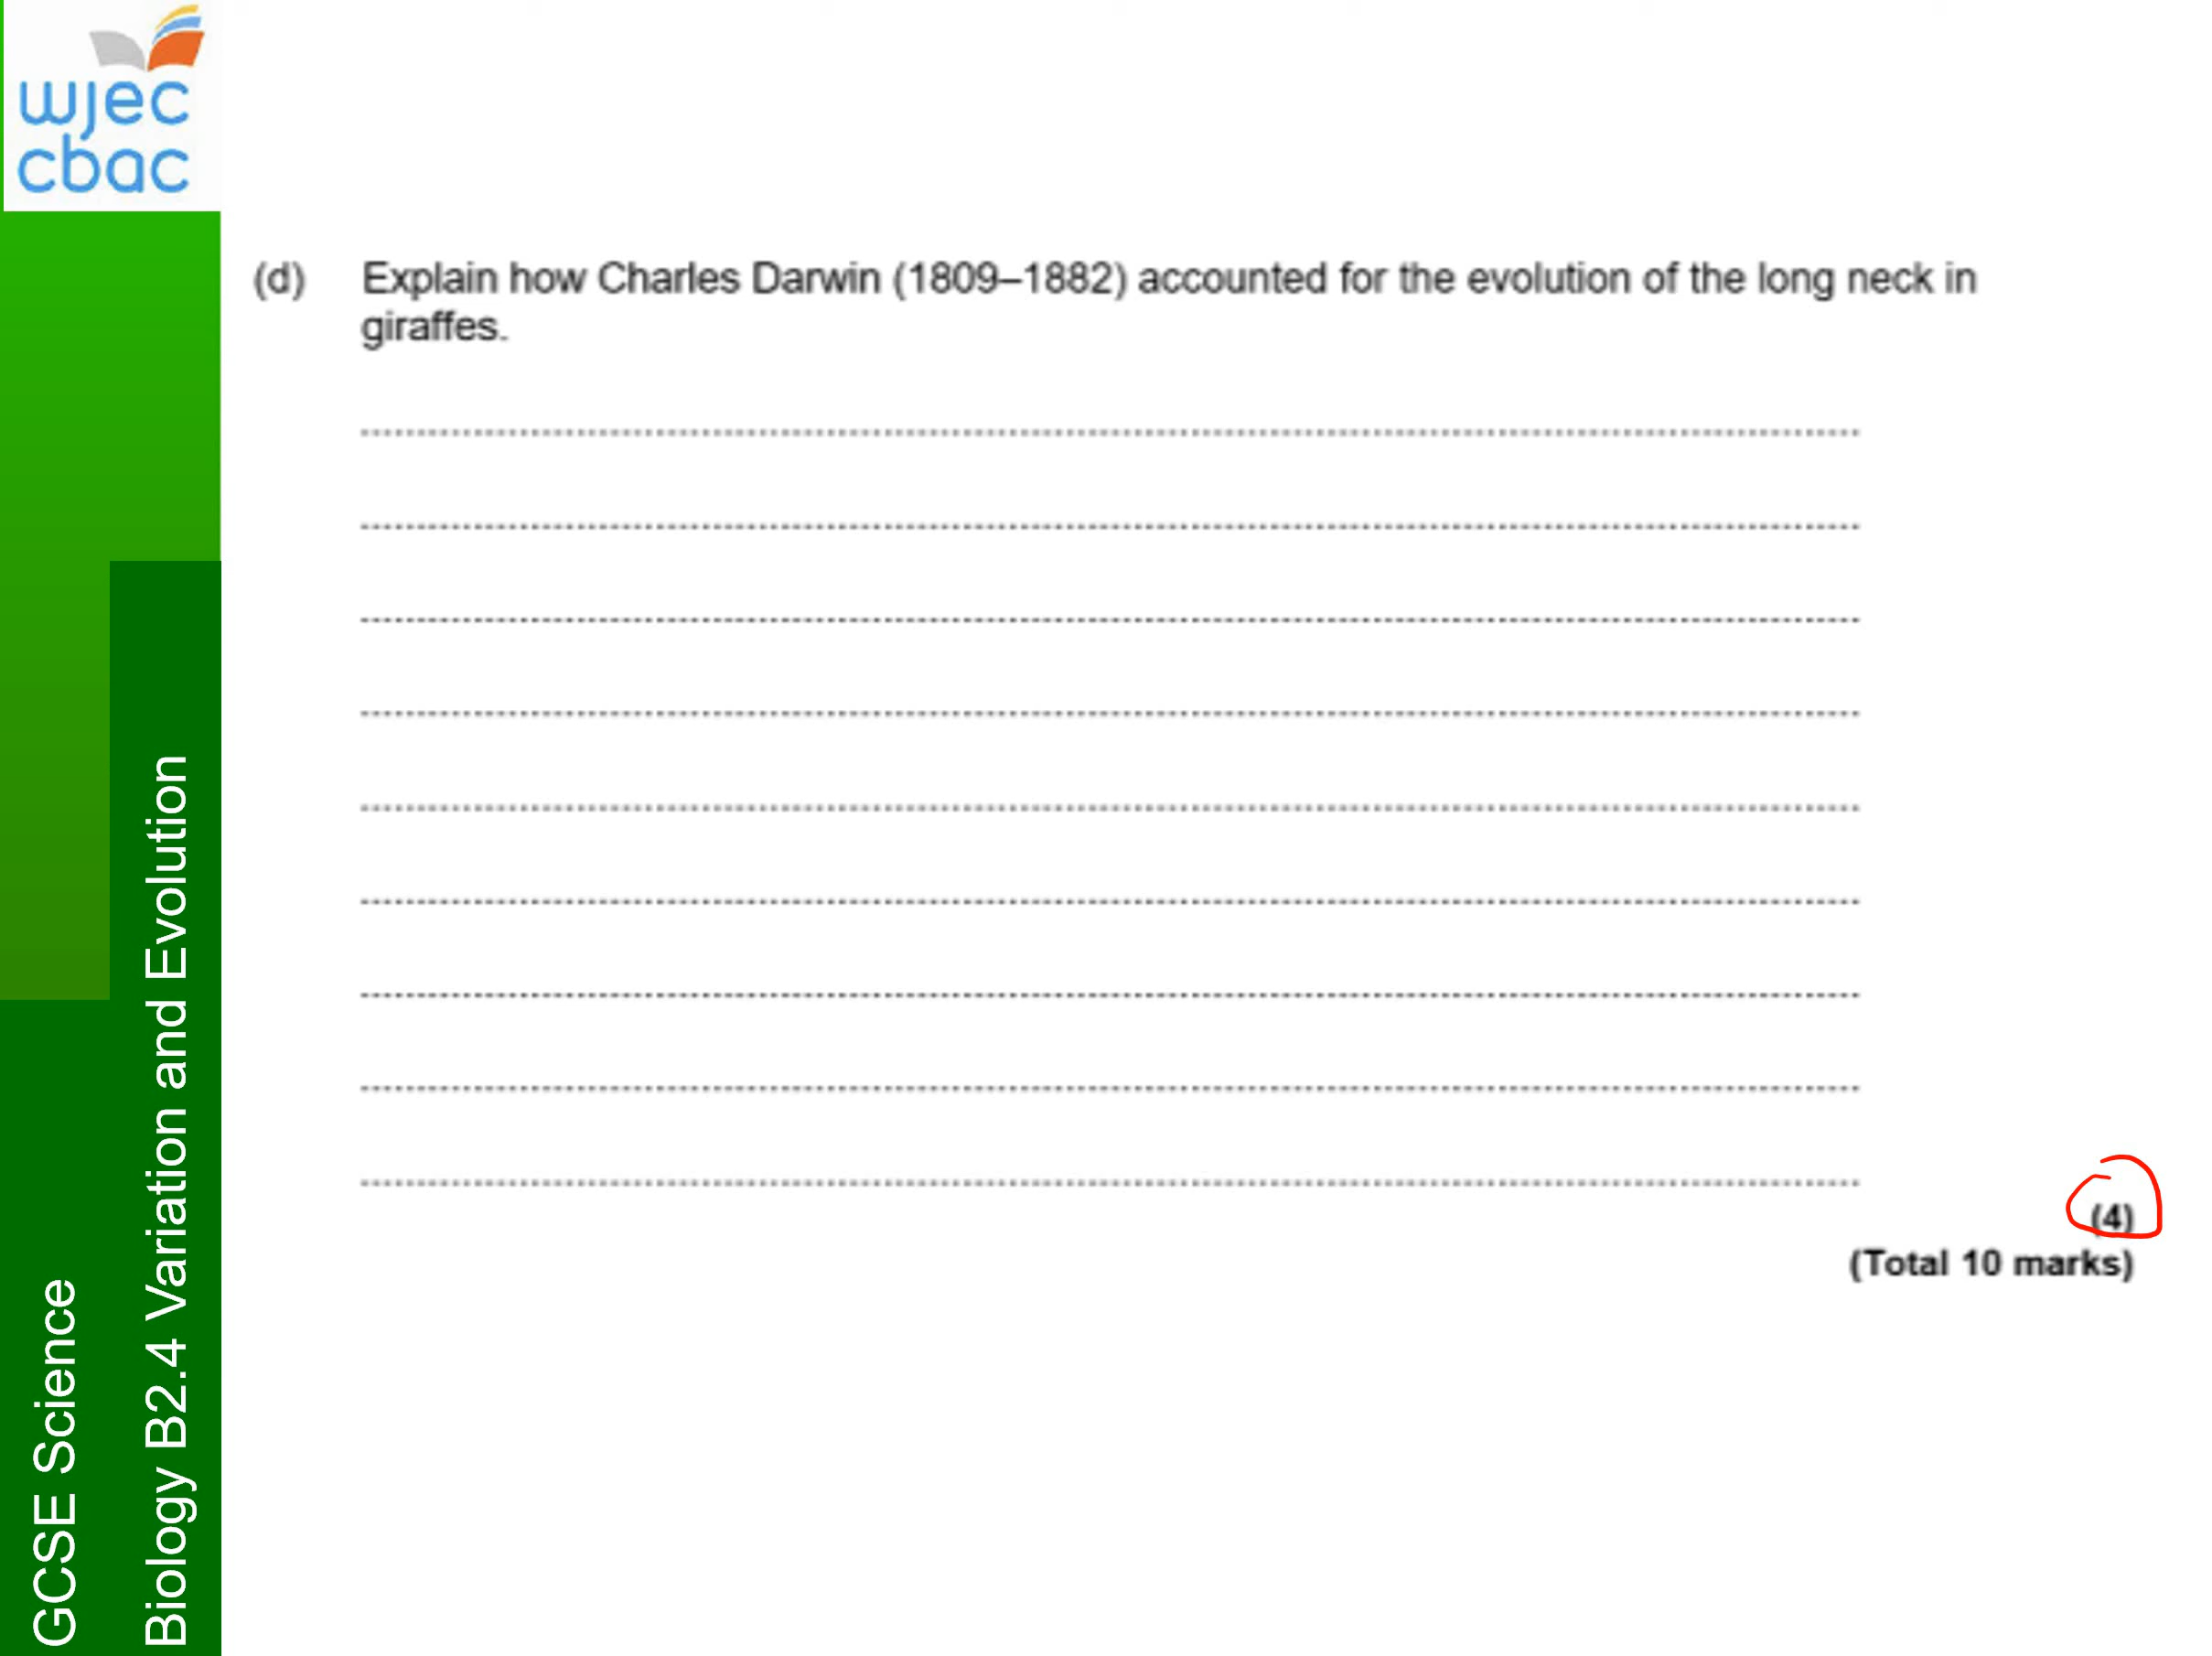 wjec
cbac
(d) Explain how Charles Darwin (1809–1882) accounted for the evolution of the long neck in
giraffes.
(4)
(Total 10 marks)
GCSE Science
Biology B2.4 Variation and Evolution